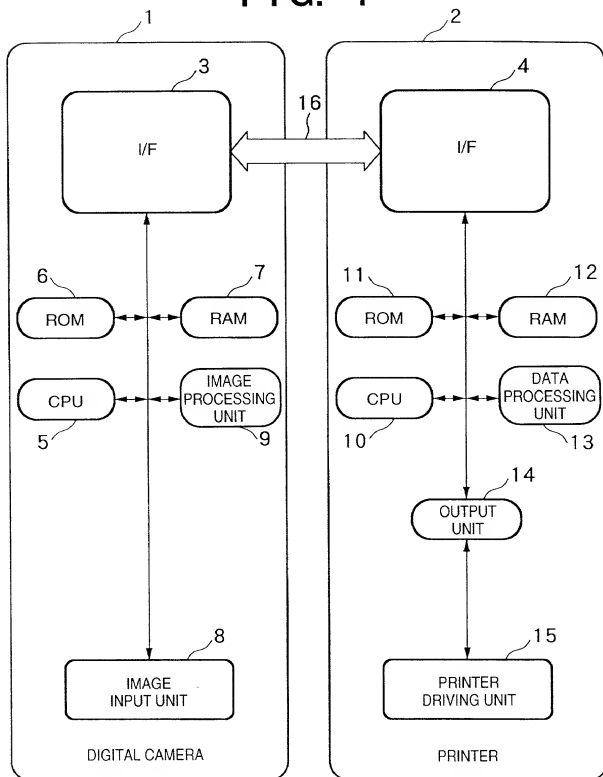 1
2
3
4
I/F
16
I/F
6
7
11
12
ROM
RAM
ROM
RAM
CPU
IMAGE
PROCESSING
UNIT
CPU
DATA
PROCESSING
UNIT
5
9
10
13
14
OUTPUT
UNIT
8
15
IMAGE
INPUT UNIT
PRINTER
DRIVING UNIT
DIGITAL CAMERA
PRINTER